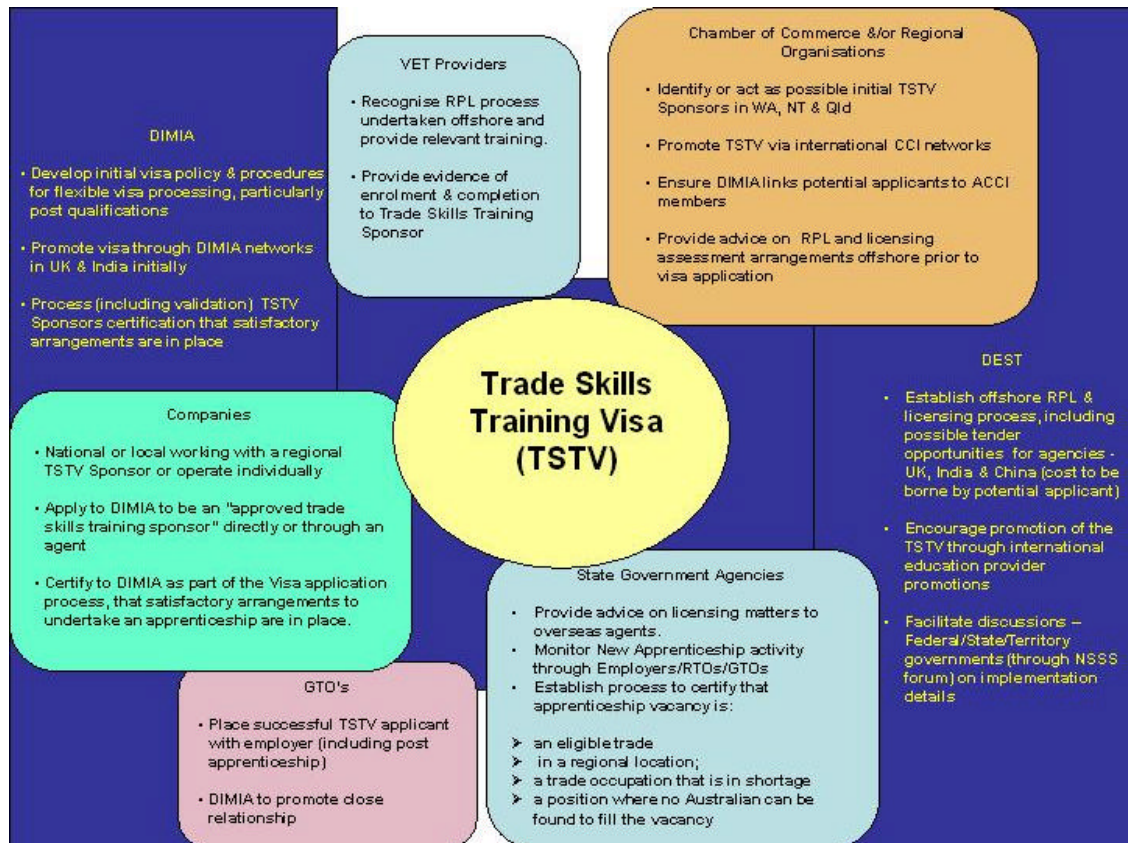 DIMIA
• Develop initial visa policy & procedures
for flexible visa processing, particularly
post qualifications
• Promote visa through DIMIA networks
in UK & India initially
• Process (including validation) TSTV
Sponsors certification that satisfactory
arrangements are in place
VET Providers
• Recognise RPL process
undertaken offshore and
provide relevant training.
• Provide evidence of
enrolment & completion
to Trade Skills Training
Sponsor
Chamber of Commerce &/or Regional
Organisations
• Identify or act as possible initial TSTV
Sponsors in WA, NT & Qld
• Promote TSTV via international CCI networks
• Ensure DIMIA links potential applicants to ACCI
members
• Provide advice on RPL and licensing
assessment arrangements offshore prior to
visa application
Trade Skills
Training Visa
(TSTV)
Companies
• National or local working with a regional
TSTV Sponsor or operate individually
• Apply to DIMIA to be an "approved trade
skills training sponsor" directly or through an
agent
• Certify to DIMIA as part of the Visa application
process, that satisfactory arrangements to
undertake an apprenticeship are in place.
DEST
• Establish offshore RPL &
licensing process, including
possible tender
opportunities for agencies -
UK, India & China (cost to be
borne by potential applicant)
• Encourage promotion of the
TSTV through international
education provider
promotions
• Facilitate discussions –
Federal/State/Territory
governments (through NSSS
forum) on implementation
details
GTO's
• Place successful TSTV applicant
with employer (including post
apprenticeship)
• DIMIA to promote close
relationship
State Government Agencies
• Provide advice on licensing matters to
overseas agents.
• Monitor New Apprenticeship activity
through Employers/RTOs/GTOs
• Establish process to certify that
apprenticeship vacancy is:
➢ an eligible trade
➢ in a regional location;
➢ a trade occupation that is in shortage
➢ a position where no Australian can be
found to fill the vacancy